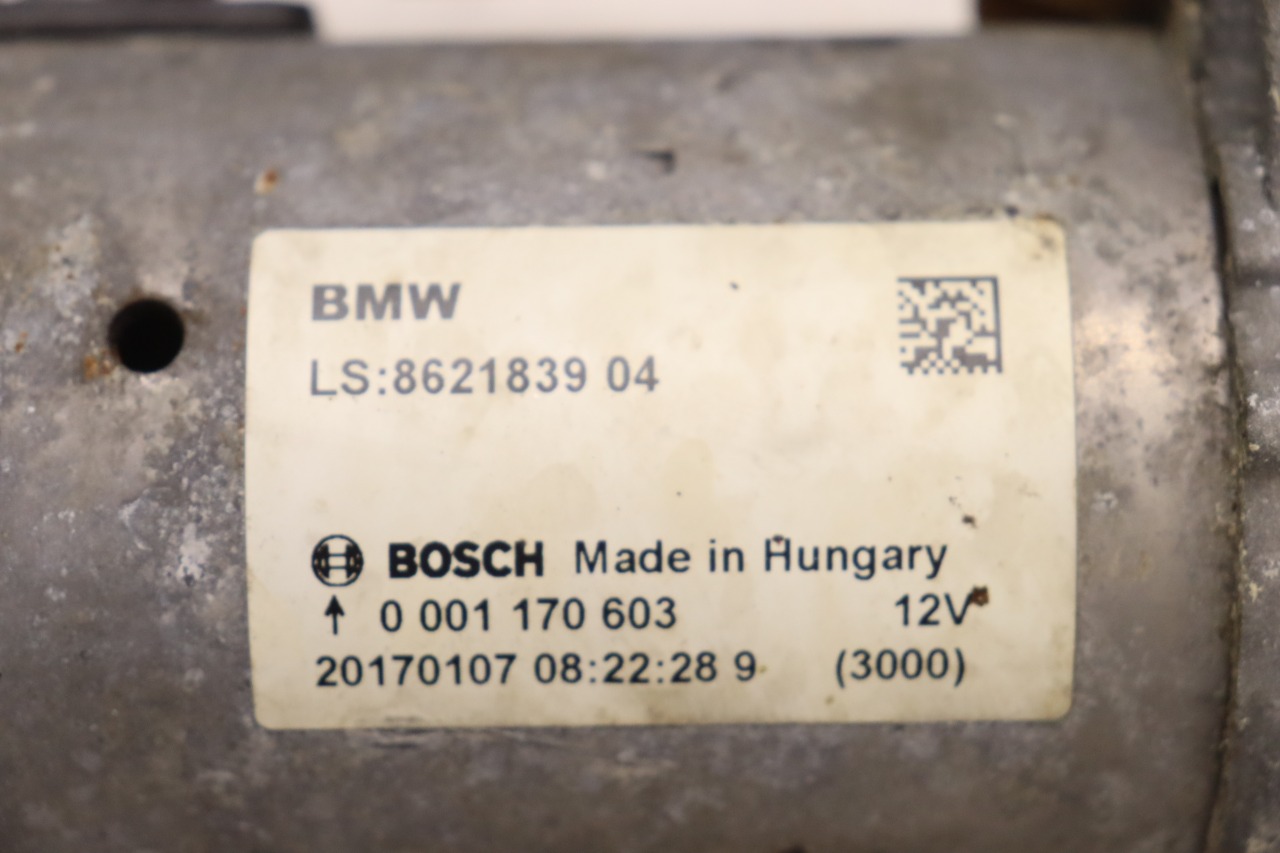 BMW
LS:8621839 04
BOSCH Made in Hungary
0 001 170 603 12V
20170107 08:22:28 9 (3000)